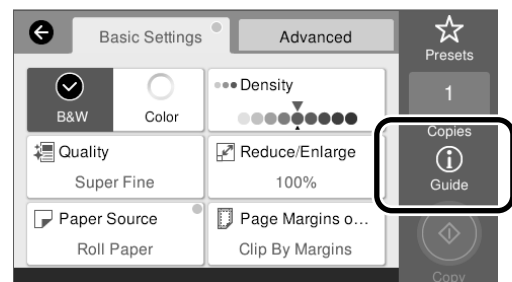 Basic Settings
Advanced
Presets
B&W
Color
Density
1
Copies
Quality
Super Fine
Reduce/Enlarge
100%
Guide
Paper Source
Roll Paper
Page Margins o...
Clip By Margins
Copy